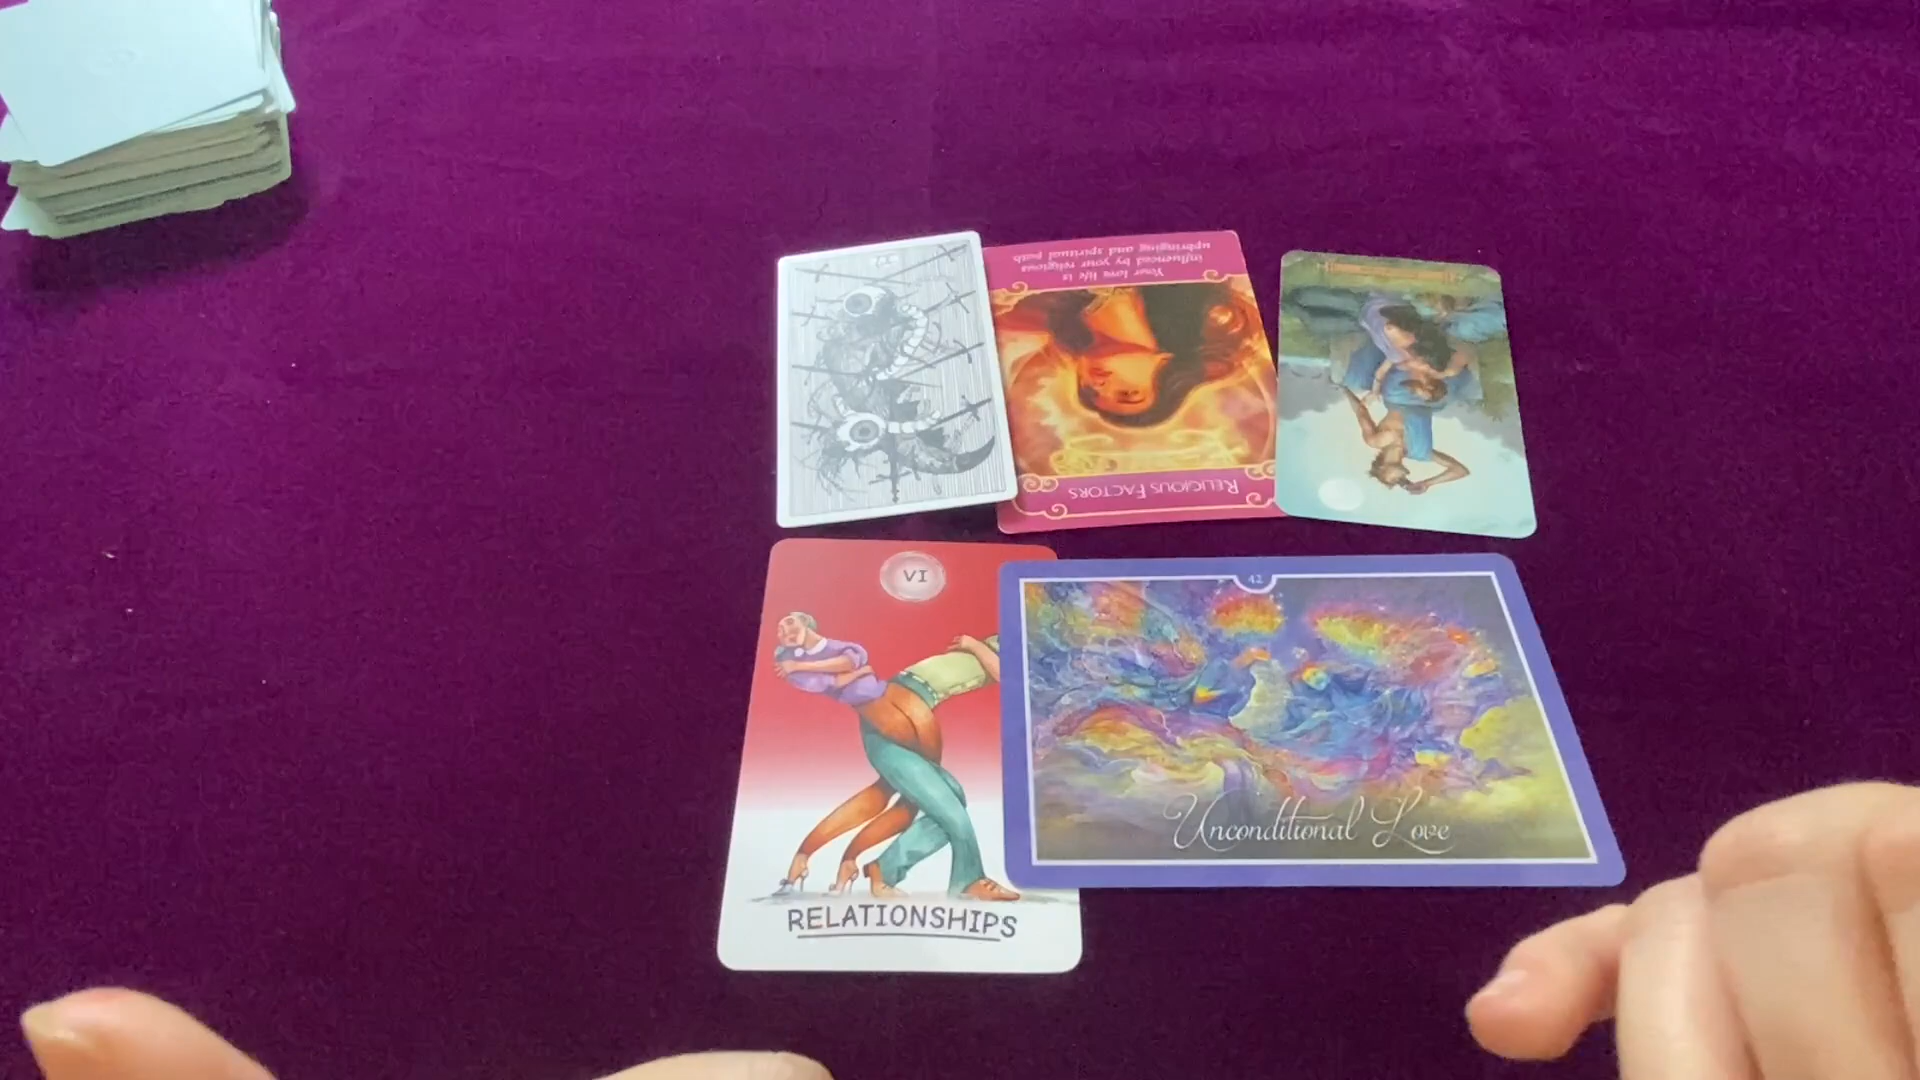 Your love life is
influenced by your religious
upbringing and spiritual path
RELIGIOUS FACTORS
VI
RELATIONSHIPS
42
Unconditional Love